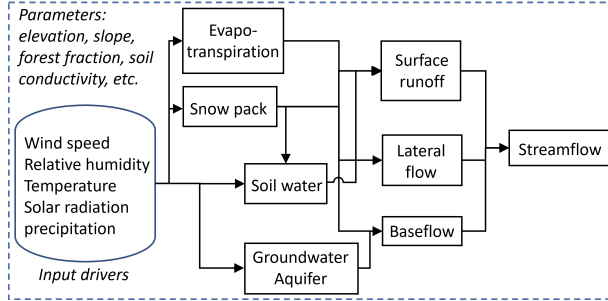 Parameters:
elevation, slope,
forest fraction, soil
conductivity, etc.
Wind speed
Relative humidity
Temperature
Solar radiation
precipitation
Input drivers
Evapo-
transpiration
Snow pack
Soil water
Groundwater
Aquifer
Surface
runoff
Lateral
flow
Baseflow
Streamflow